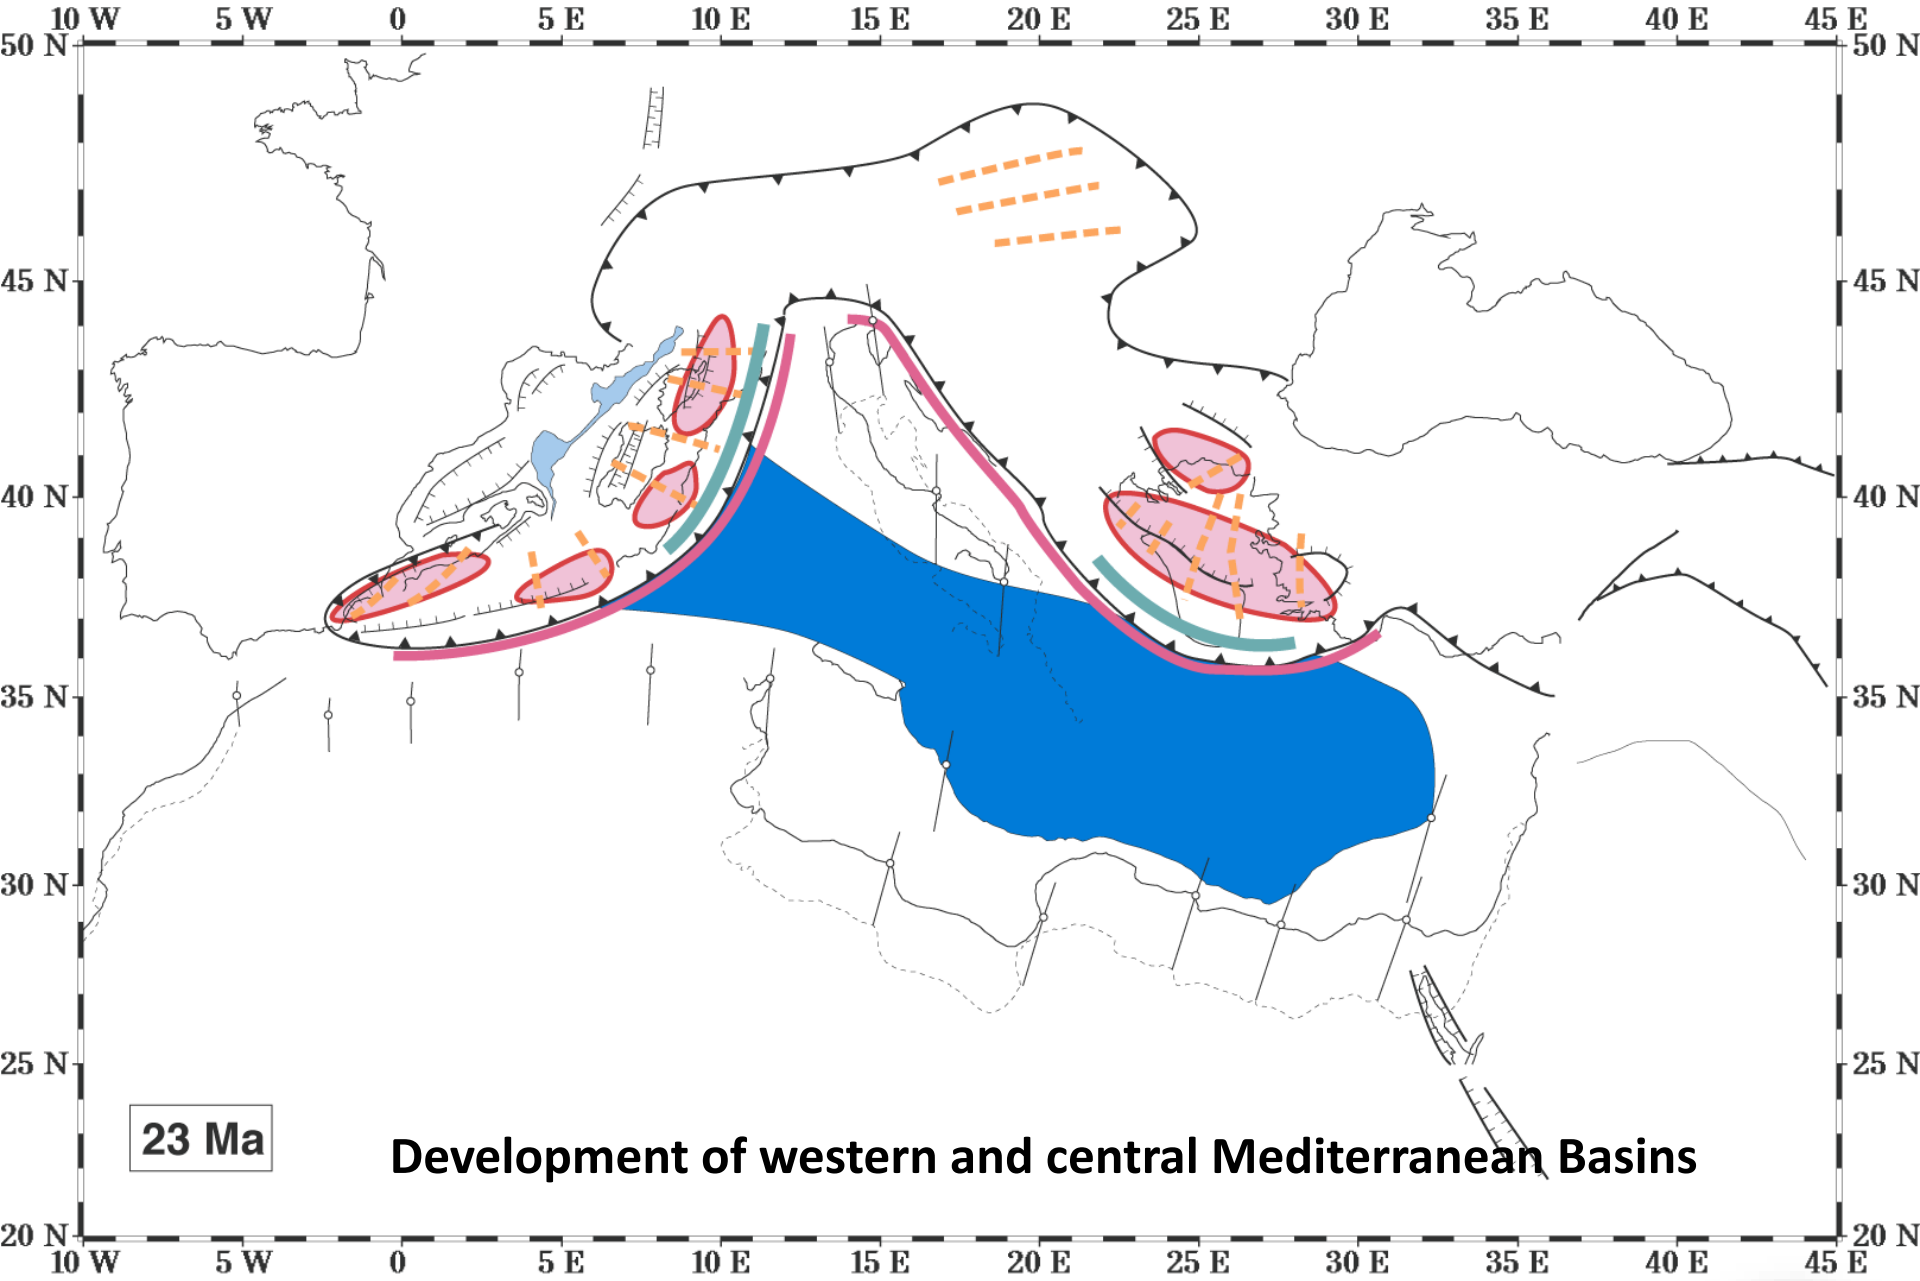 10 W 5 W 0 5 E 10 E 15 E 20 E 25 E 30 E 35 E 40 E 45 E
50 N 50 N
45 N 45 N
40 N 40 N
35 N 35 N
30 N 30 N
25 N 25 N
23 Ma
Development of western and central Mediterranean Basins
20 N 20 N
10 W 5 W 0 5 E 10 E 15 E 20 E 25 E 30 E 35 E 40 E 45 E